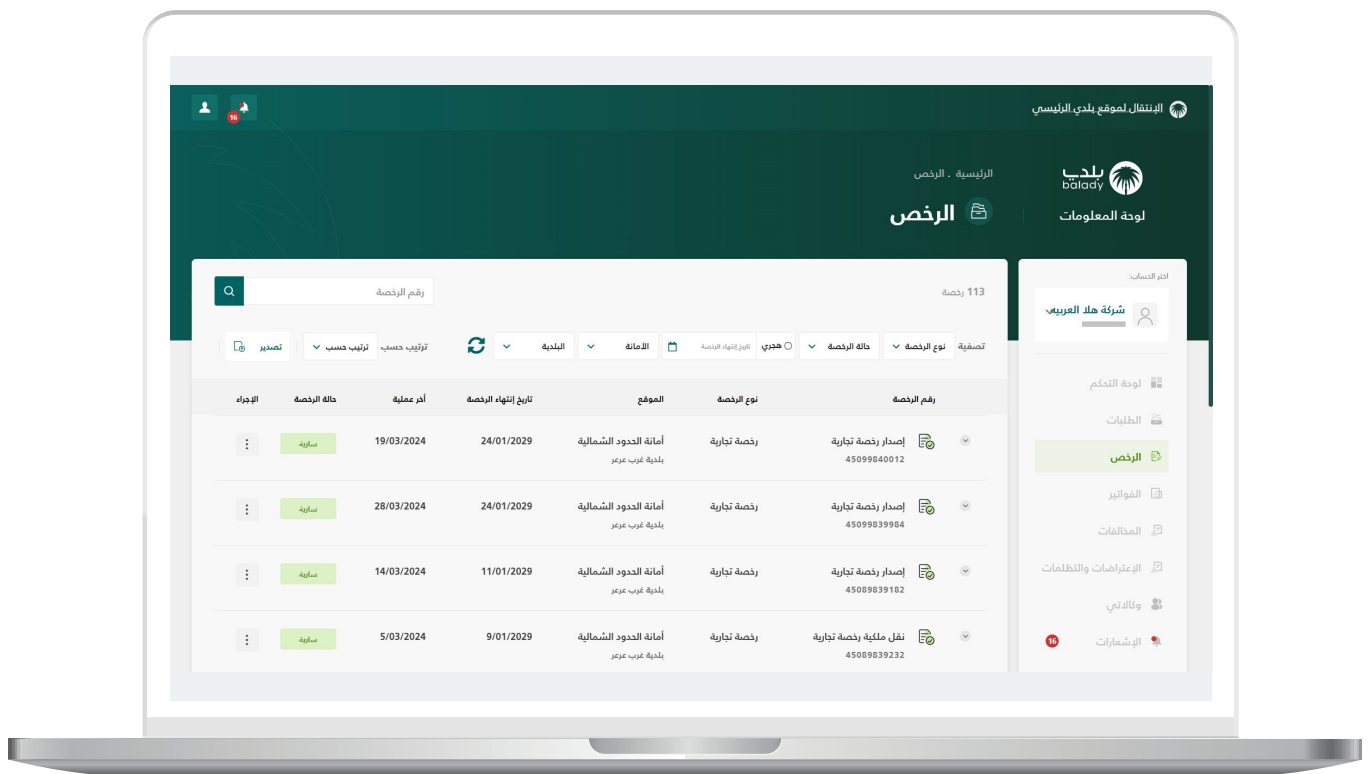 الإنتقال لموقع بلدي الرئيسي
16
بلدي
balady
لوحة المعلومات
الرئيسية . الرخص
الرخص
اختر الحساب:
شركة هلا العربيه
لوحة التحكم
الطلبات
الرخص
الفواتير
المخالفات
الإعتراضات والتظلمات
وكالاتي
الإشعارات 16
113 رخصة
رقم الرخصة
تصفية نوع الرخصة حالة الرخصة هجري تاريخ إنتهاء الرخصة الأمانة البلدية ترتيب حسب ترتيب حسب تصدير
رقم الرخصة نوع الرخصة الموقع تاريخ إنتهاء الرخصة أخر عملية حالة الرخصة الإجراء
إصدار رخصة تجارية رخصة تجارية أمانة الحدود الشمالية 24/01/2029 19/03/2024 سارية
45099840012 بلدية غرب عرعر
إصدار رخصة تجارية رخصة تجارية أمانة الحدود الشمالية 24/01/2029 28/03/2024 سارية
45099839984 بلدية غرب عرعر
إصدار رخصة تجارية رخصة تجارية أمانة الحدود الشمالية 11/01/2029 14/03/2024 سارية
45089839182 بلدية غرب عرعر
نقل ملكية رخصة تجارية رخصة تجارية أمانة الحدود الشمالية 9/01/2029 5/03/2024 سارية
45089839232 بلدية غرب عرعر